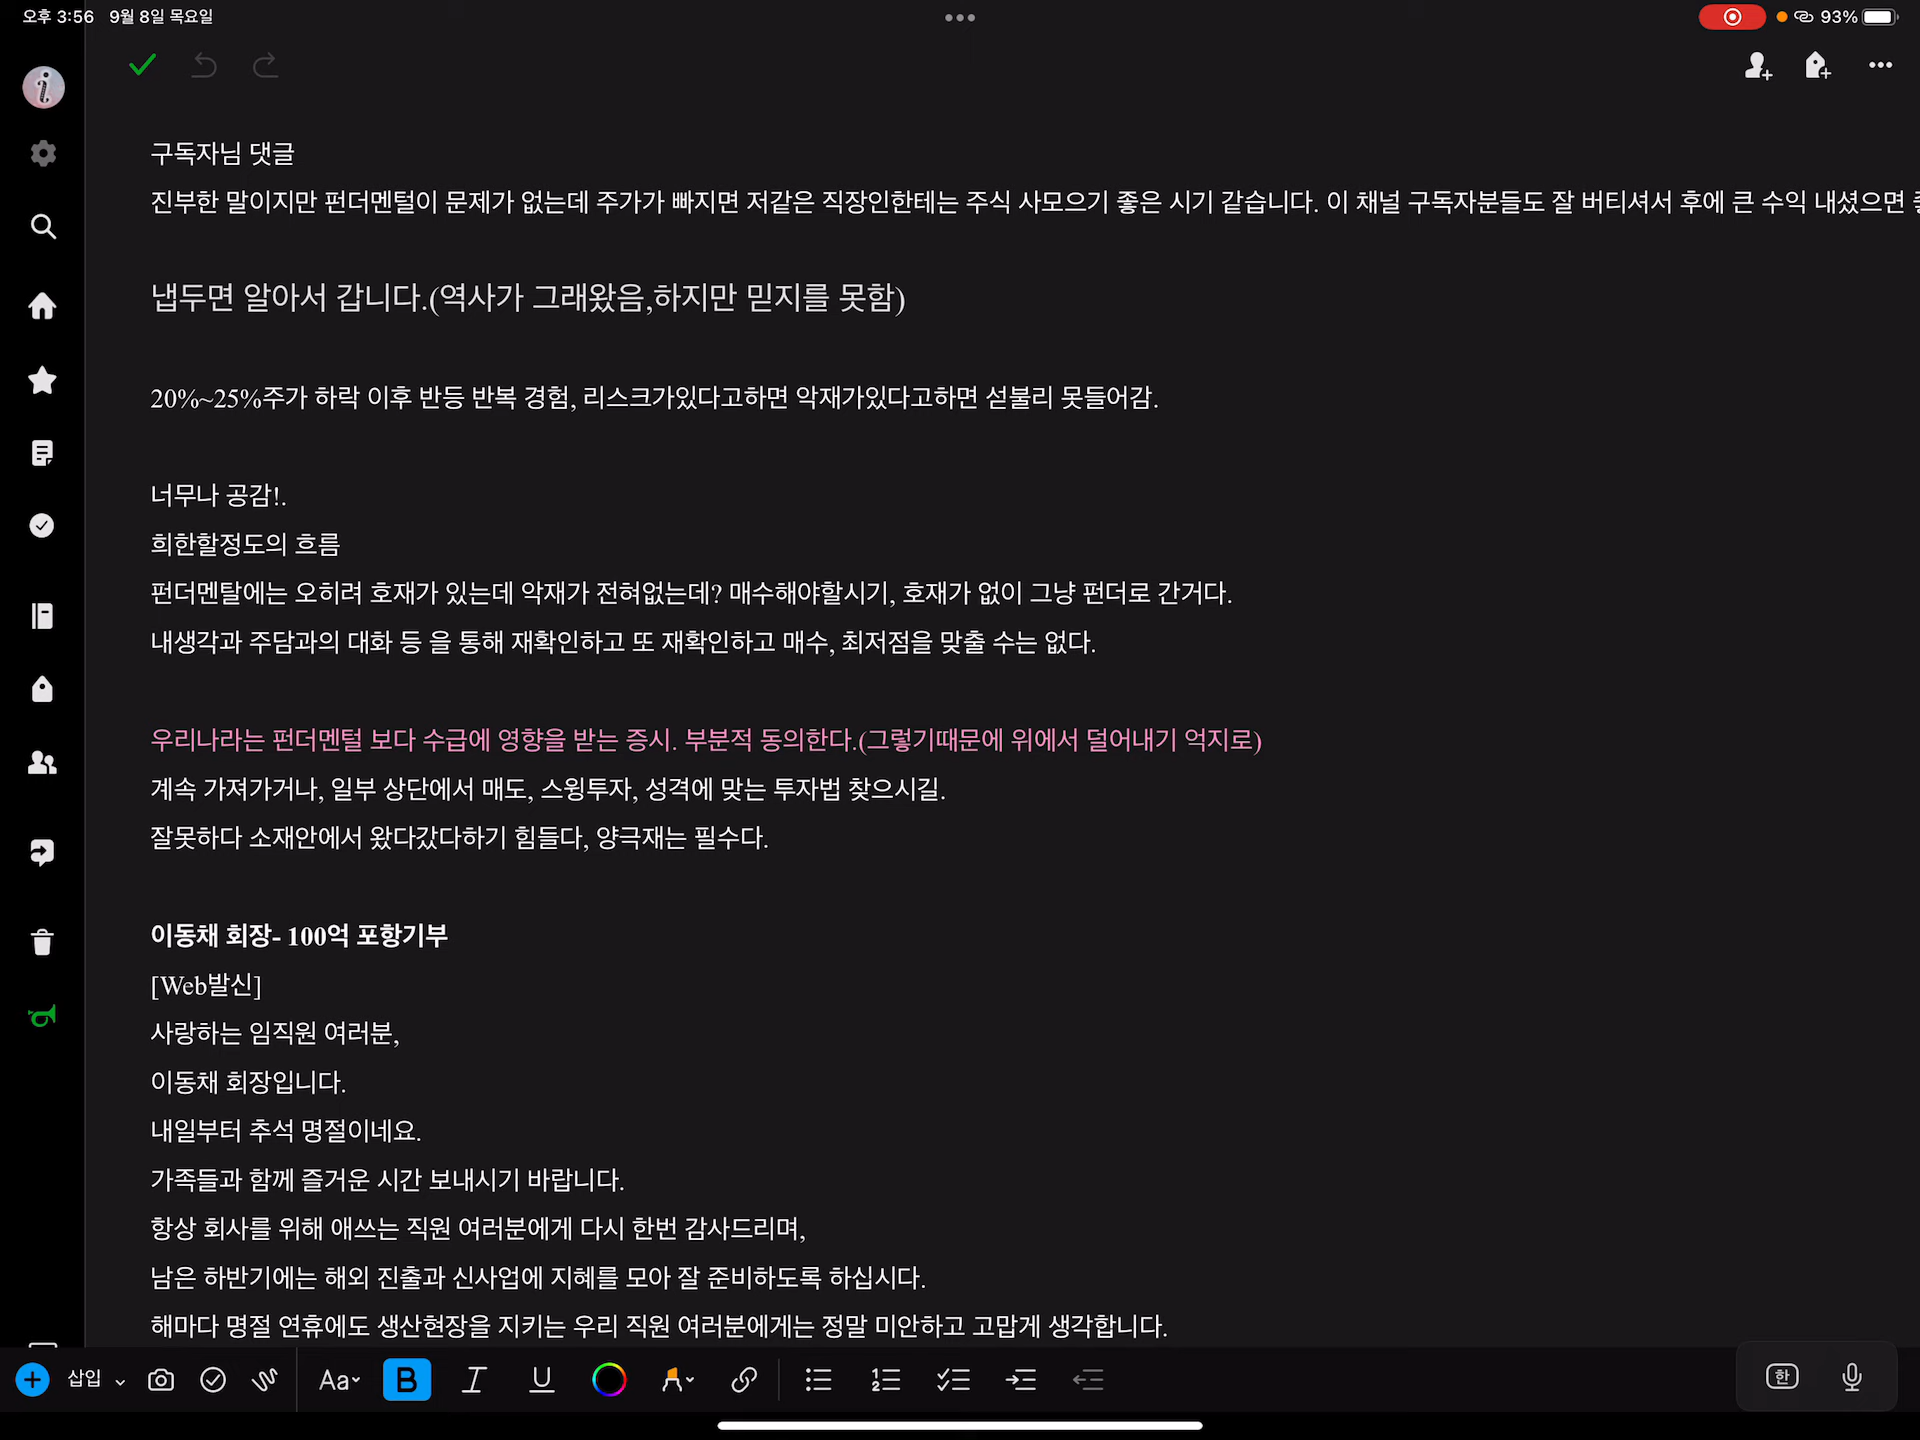 오후 3:56 9월 8일 목요일
93%
구독자님 댓글
진부한 말이지만 펀더멘털이 문제가 없는데 주가가 빠지면 저같은 직장인한테는 주식 사모으기 좋은 시기 같습니다. 이 채널 구독자분들도 잘 버티셔서 후에 큰 수익 내셨으면
냅두면 알아서 갑니다.(역사가 그래왔음,하지만 믿지를 못함)
20%~25%주가 하락 이후 반등 반복 경험, 리스크가있다고하면 악재가있다고하면 섣불리 못들어감.
너무나 공감!.
희한할정도의 흐름
펀더멘탈에는 오히려 호재가 있는데 악재가 전혀없는데? 매수해야할시기, 호재가 없이 그냥 펀더로 간거다.
내생각과 주담과의 대화 등 을 통해 재확인하고 또 재확인하고 매수, 최저점을 맞출 수는 없다.
우리나라는 펀더멘털 보다 수급에 영향을 받는 증시. 부분적 동의한다.(그렇기때문에 위에서 덜어내기 억지로)
계속 가져가거나, 일부 상단에서 매도, 스윙투자, 성격에 맞는 투자법 찾으시길.
잘못하다 소재안에서 왔다갔다하기 힘들다, 양극재는 필수다.
이동채 회장- 100억 포항기부
[Web발신]
사랑하는 임직원 여러분,
이동채 회장입니다.
내일부터 추석 명절이네요.
가족들과 함께 즐거운 시간 보내시기 바랍니다.
항상 회사를 위해 애쓰는 직원 여러분에게 다시 한번 감사드리며,
남은 하반기에는 해외 진출과 신사업에 지혜를 모아 잘 준비하도록 하십시다.
해마다 명절 연휴에도 생산현장을 지키는 우리 직원 여러분에게는 정말 미안하고 고맙게 생각합니다.
삽입 Aa B I U 한